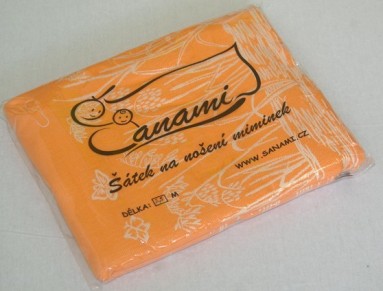 Sanami
Šátek na nošení miminek
WWW.SANAMI.CZ
DÉLKA: M